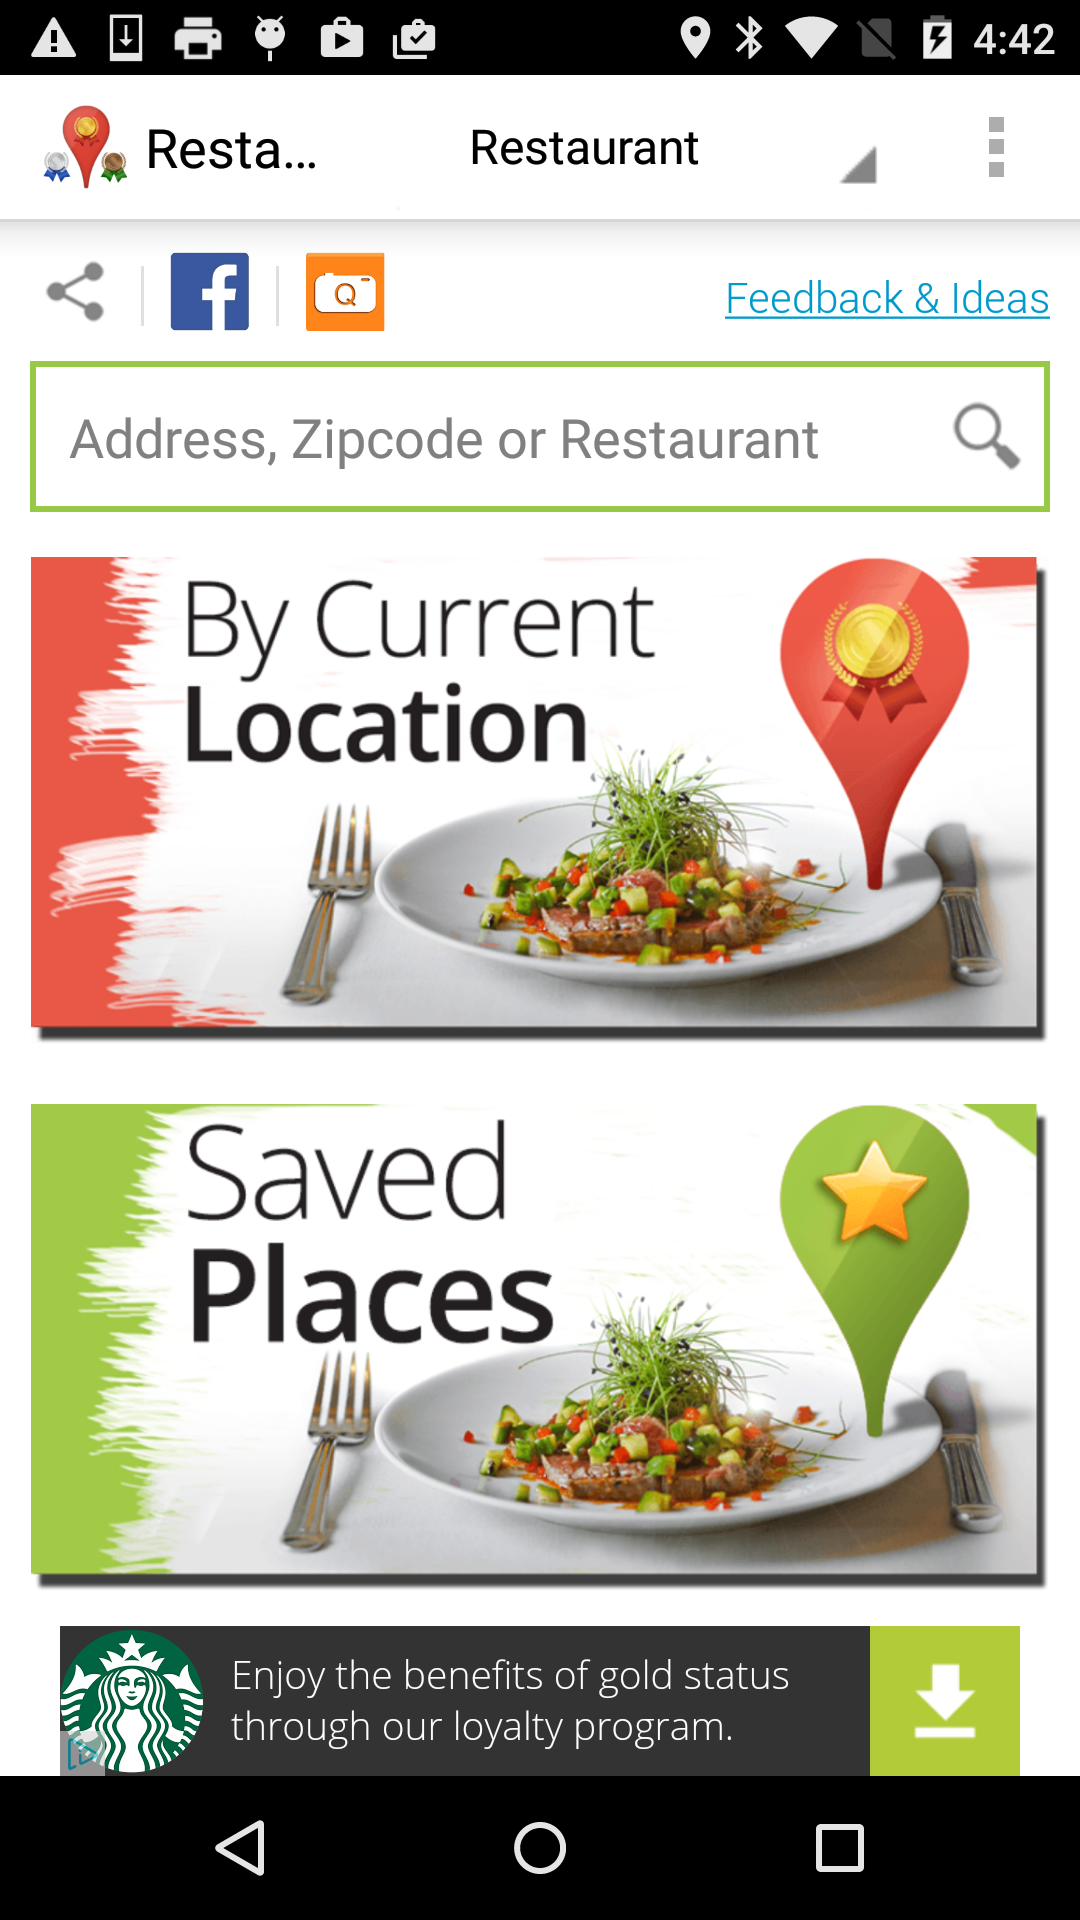 4:42
Resta...
Restaurant
Feedback & Ideas
Address, Zipcode or Restaurant
By Current
Location
Saved
Places
Enjoy the benefits of gold status
through our loyalty program.